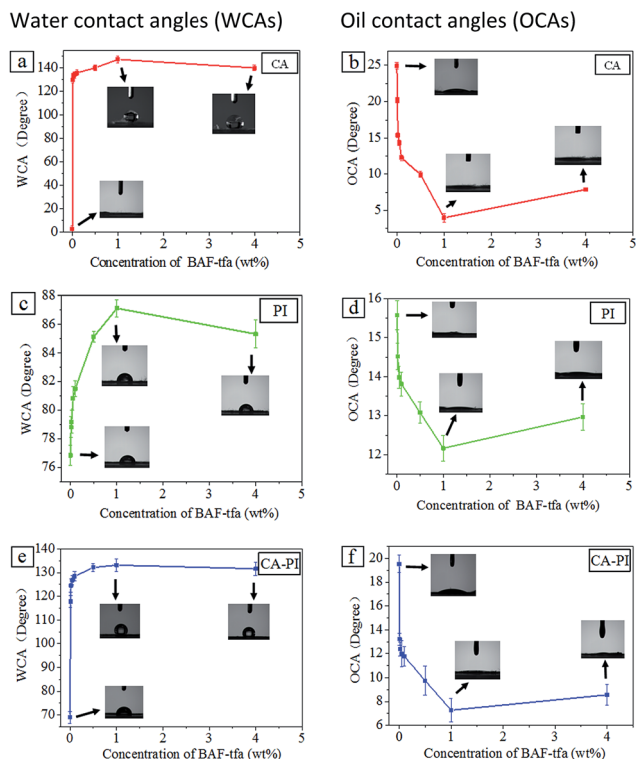 Water contact angles (WCAs)
Oil contact angles (OCAs)
a
CA
WCA (Degree)
140
120
100
80
60
40
20
0
0 1 2 3 4 5
Concentration of BAF-tfa (wt%)
b
CA
OCA (Degree)
25
20
15
10
5
0 1 2 3 4 5
Concentration of BAF-tfa (wt%)
c
PI
WCA (Degree)
88
86
84
82
80
78
76
0 1 2 3 4 5
Concentration of BAF-tfa (wt%)
d
PI
OCA (Degree)
16
15
14
13
12
0 1 2 3 4 5
Concentration of BAF-tfa (wt%)
e
CA-PI
WCA (Degree)
140
130
120
110
100
90
80
70
0 1 2 3 4 5
Concentration of BAF-tfa (wt%)
f
CA-PI
OCA (Degree)
20
18
16
14
12
10
8
6
0 1 2 3 4 5
Concentration of BAF-tfa (wt%)